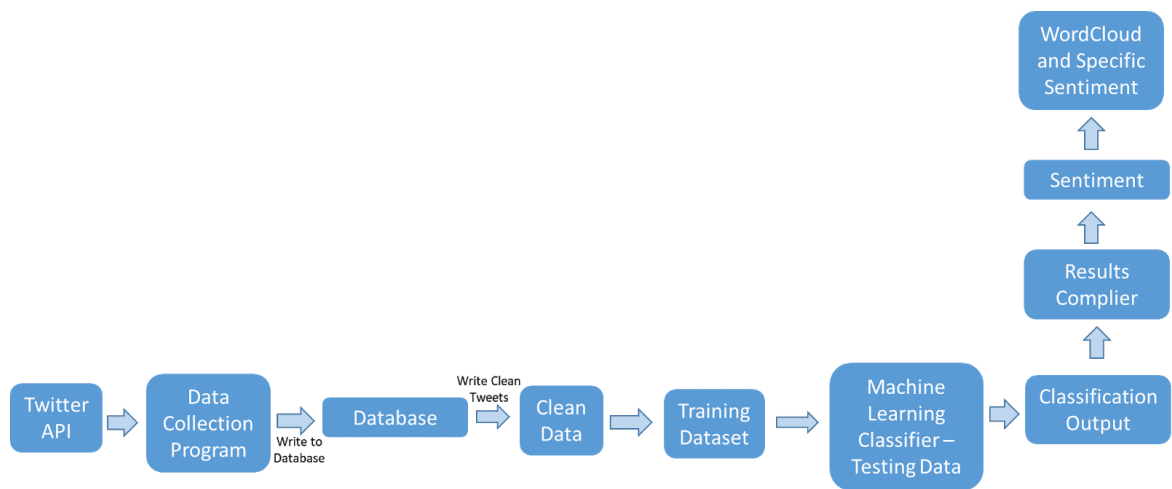 Twitter
API
Data
Collection
Program
Write to
Database
Database
Write Clean
Tweets
Clean
Data
Training
Dataset
Machine
Learning
Classifier –
Testing Data
Classification
Output
Results
Complier
Sentiment
WordCloud
and Specific
Sentiment